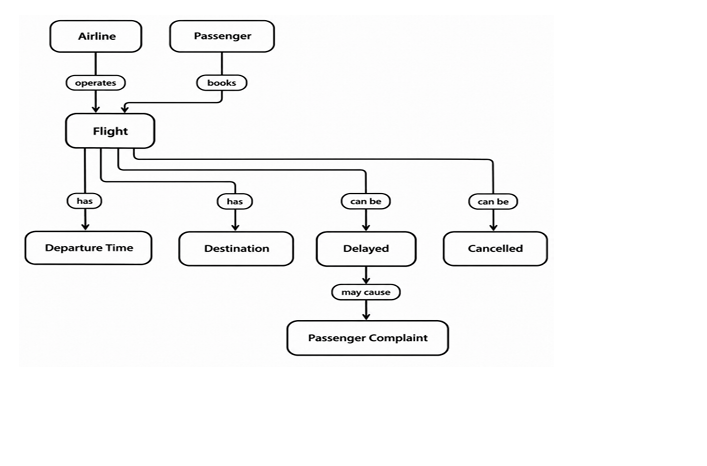 Airline
Passenger
operates
books
Flight
has
has
can be
can be
Departure Time
Destination
Delayed
Cancelled
may cause
Passenger Complaint